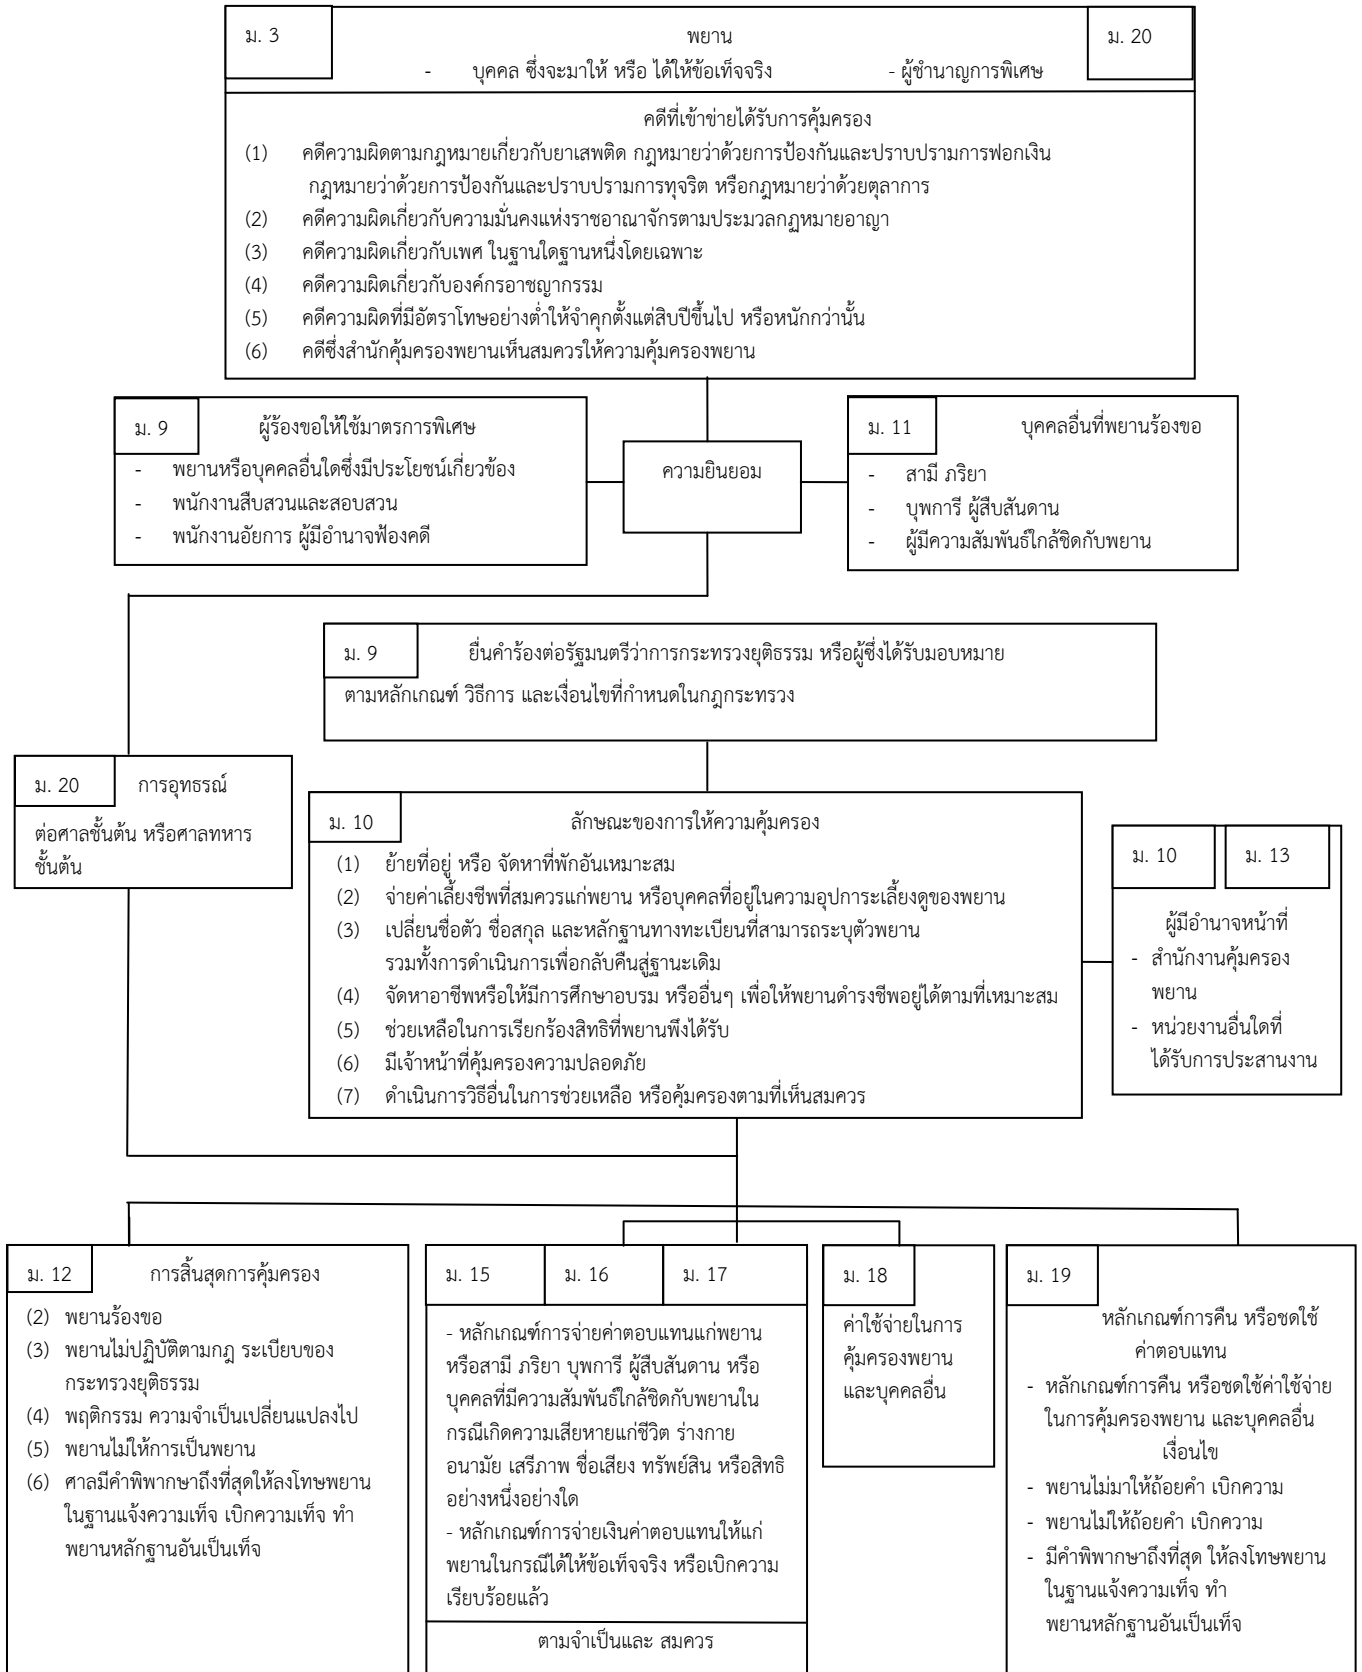 ม. 3
พยาน
ม. 20
- บุคคล ซึ่งจะมาให้ หรือ ได้ให้ข้อเท็จจริง - ผู้ชำนาญการพิเศษ
คดีที่เข้าข่ายได้รับการคุ้มครอง
(1) คดีความผิดตามกฎหมายเกี่ยวกับยาเสพติด กฎหมายว่าด้วยการป้องกันและปราบปรามการฟอกเงิน
กฎหมายว่าด้วยการป้องกันและปราบปรามการทุจริต หรือกฎหมายว่าด้วยตุลาการ
(2) คดีความผิดเกี่ยวกับความมั่นคงแห่งราชอาณาจักรตามประมวลกฎหมายอาญา
(3) คดีความผิดเกี่ยวกับเพศ ในฐานใดฐานหนึ่งโดยเฉพาะ
(4) คดีความผิดเกี่ยวกับองค์กรอาชญากรรม
(5) คดีความผิดที่มีอัตราโทษอย่างต่ำให้จำคุกตั้งแต่สิบปีขึ้นไป หรือหนักกว่านั้น
(6) คดีซึ่งสำนักคุ้มครองพยานเห็นสมควรให้ความคุ้มครองพยาน
ม. 9
ผู้ร้องขอให้ใช้มาตรการพิเศษ
- พยานหรือบุคคลอื่นใดซึ่งมีประโยชน์เกี่ยวข้อง
- พนักงานสืบสวนและสอบสวน
- พนักงานอัยการ ผู้มีอำนาจฟ้องคดี
ความยินยอม
ม. 11
บุคคลอื่นที่พยานร้องขอ
- สามี ภริยา
- บุพการี ผู้สืบสันดาน
- ผู้มีความสัมพันธ์ใกล้ชิดกับพยาน
ม. 9
ยื่นคำร้องต่อรัฐมนตรีว่าการกระทรวงยุติธรรม หรือผู้ซึ่งได้รับมอบหมาย
ตามหลักเกณฑ์ วิธีการ และเงื่อนไขที่กำหนดในกฎกระทรวง
ม. 20
การอุทธรณ์
ต่อศาลชั้นต้น หรือศาลทหาร
ชั้นต้น
ม. 10
ลักษณะของการให้ความคุ้มครอง
(1) ย้ายที่อยู่ หรือ จัดหาที่พักอันเหมาะสม
(2) จ่ายค่าเลี้ยงชีพที่สมควรแก่พยาน หรือบุคคลที่อยู่ในความอุปการะเลี้ยงดูของพยาน
(3) เปลี่ยนชื่อตัว ชื่อสกุล และหลักฐานทางทะเบียนที่สามารถระบุตัวพยาน
รวมทั้งการดำเนินการเพื่อกลับคืนสู่ฐานะเดิม
(4) จัดหาอาชีพหรือให้มีการศึกษาอบรม หรืออื่นๆ เพื่อให้พยานดำรงชีพอยู่ได้ตามที่เหมาะสม
(5) ช่วยเหลือในการเรียกร้องสิทธิที่พยานพึงได้รับ
(6) มีเจ้าหน้าที่คุ้มครองความปลอดภัย
(7) ดำเนินการวิธีอื่นในการช่วยเหลือ หรือคุ้มครองตามที่เห็นสมควร
ม. 10
ม. 13
ผู้มีอำนาจหน้าที่
- สำนักงานคุ้มครอง
พยาน
- หน่วยงานอื่นใดที่
ได้รับการประสานงาน
ม. 12
การสิ้นสุดการคุ้มครอง
(2) พยานร้องขอ
(3) พยานไม่ปฏิบัติตามกฎ ระเบียบของ
กระทรวงยุติธรรม
(4) พฤติกรรม ความจำเป็นเปลี่ยนแปลงไป
(5) พยานไม่ให้การเป็นพยาน
(6) ศาลมีคำพิพากษาถึงที่สุดให้ลงโทษพยาน
ในฐานแจ้งความเท็จ เบิกความเท็จ ทำ
พยานหลักฐานอันเป็นเท็จ
ม. 15
ม. 16
ม. 17
- หลักเกณฑ์การจ่ายค่าตอบแทนแก่พยาน
หรือสามี ภริยา บุพการี ผู้สืบสันดาน หรือ
บุคคลที่มีความสัมพันธ์ใกล้ชิดกับพยานใน
กรณีเกิดความเสียหายแก่ชีวิต ร่างกาย
อนามัย เสรีภาพ ชื่อเสียง ทรัพย์สิน หรือสิทธิ
อย่างหนึ่งอย่างใด
- หลักเกณฑ์การจ่ายเงินค่าตอบแทนให้แก่
พยานในกรณีได้ให้ข้อเท็จจริง หรือเบิกความ
เรียบร้อยแล้ว
ตามจำเป็นและ สมควร
ม. 18
ค่าใช้จ่ายในการ
คุ้มครองพยาน
และบุคคลอื่น
ม. 19
หลักเกณฑ์การคืน หรือชดใช้
ค่าตอบแทน
- หลักเกณฑ์การคืน หรือชดใช้ค่าใช้จ่าย
ในการคุ้มครองพยาน และบุคคลอื่น
เงื่อนไข
- พยานไม่มาให้ถ้อยคำ เบิกความ
- พยานไม่ให้ถ้อยคำ เบิกความ
- มีคำพิพากษาถึงที่สุด ให้ลงโทษพยาน
ในฐานแจ้งความเท็จ ทำ
พยานหลักฐานอันเป็นเท็จ